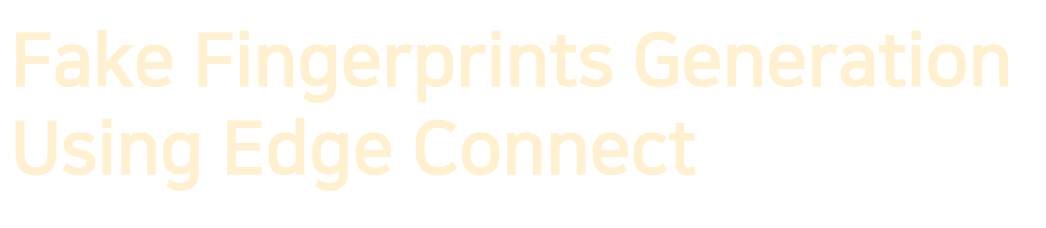 Fake Fingerprints Generation
Using Edge Connect